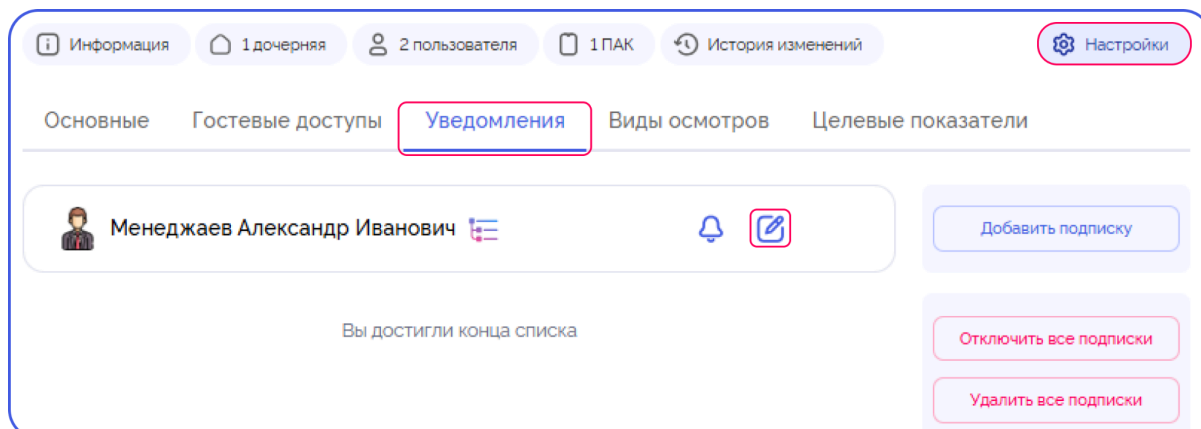 Информация
1 дочерняя
2 пользователя
1 ПАК
История изменений
Настройки
Основные
Гостевые доступы
Уведомления
Виды осмотров
Целевые показатели
Менеджаев Александр Иванович
Добавить подписку
Вы достигли конца списка
Отключить все подписки
Удалить все подписки